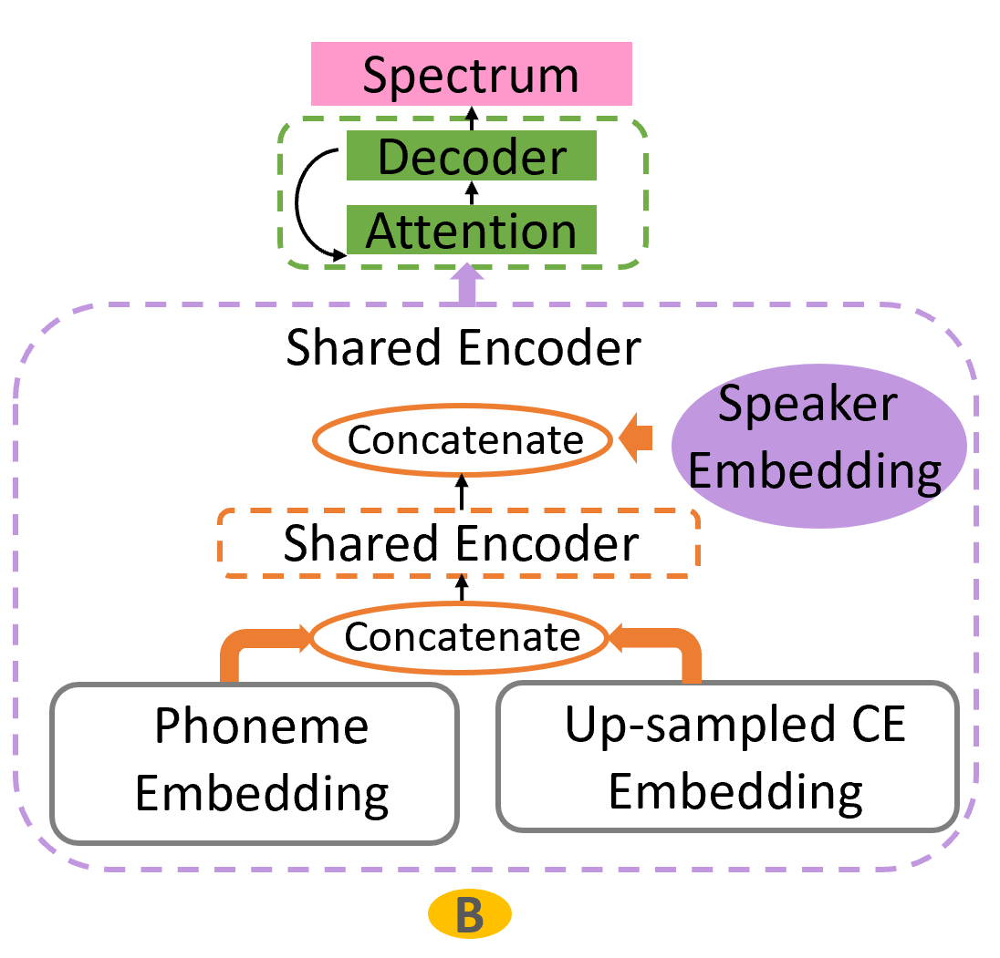 Spectrum
Decoder
Attention
Shared Encoder
Concatenate
Speaker
Embedding
Shared Encoder
Concatenate
Phoneme
Embedding
Up-sampled CE
Embedding
B